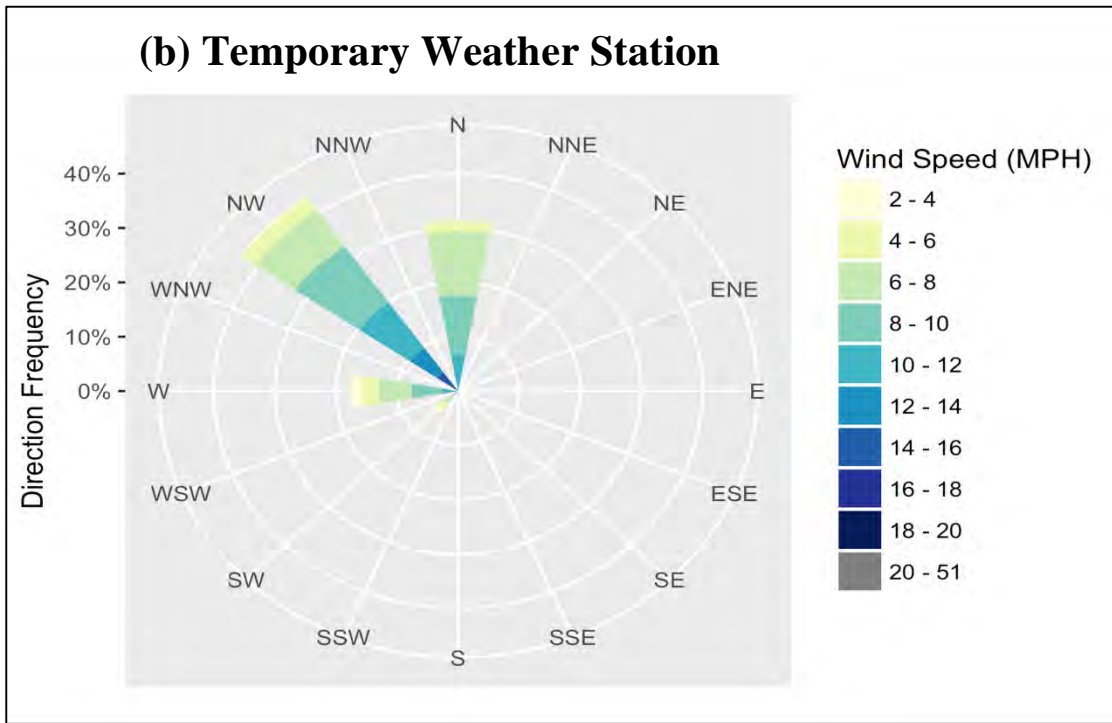 (b) Temporary Weather Station
Direction Frequency
40%
30%
20%
10%
0%
N
NNE
NE
ENE
E
ESE
SE
SSE
S
SSW
SW
WSW
W
WNW
NW
NNW
Wind Speed (MPH)
2 - 4
4 - 6
6 - 8
8 - 10
10 - 12
12 - 14
14 - 16
16 - 18
18 - 20
20 - 51